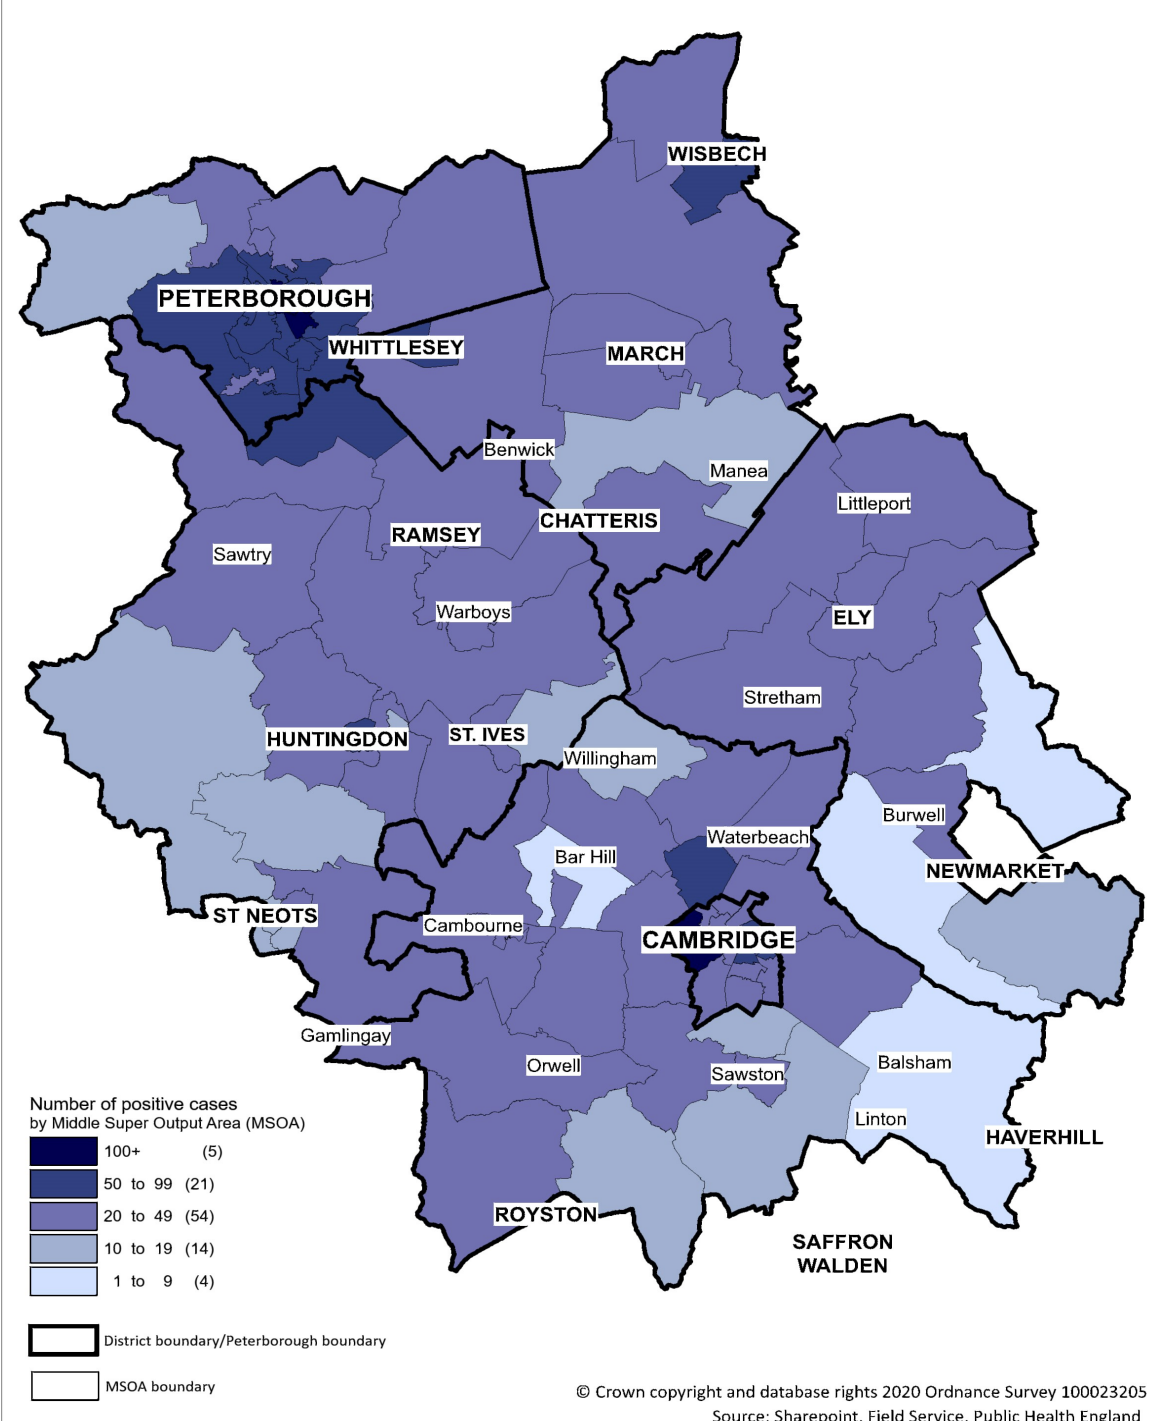 WISBECH
PETERBOROUGH
WHITTLESEY
MARCH
Benwick
Manea
Littleport
CHATTERIS
RAMSEY
Sawtry
Warboys
ELY
Stretham
HUNTINGDON
ST. IVES
Willingham
Burwell
Waterbeach
Bar Hill
NEWMARKET
ST NEOTS
Cambourne
CAMBRIDGE
Gamlingay
Orwell
Sawston
Balsham
Linton
HAVERHILL
ROYSTON
SAFFRON
WALDEN
Number of positive cases
by Middle Super Output Area (MSOA)
100+ (5)
50 to 99 (21)
20 to 49 (54)
10 to 19 (14)
1 to 9 (4)
District boundary/Peterborough boundary
MSOA boundary
© Crown copyright and database rights 2020 Ordnance Survey 100023205
Source: Sharepoint, Field Service, Public Health England